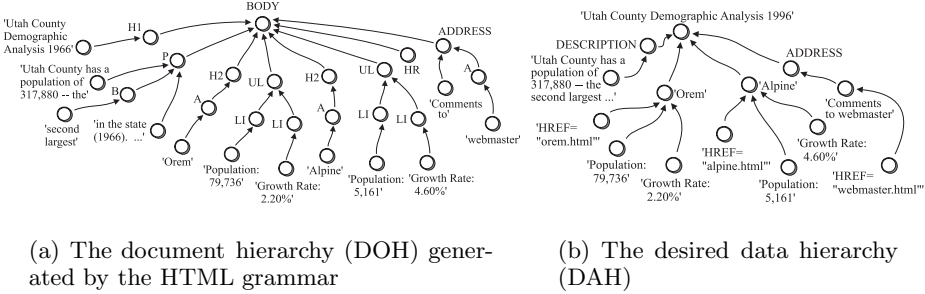 BODY
'Utah County
Demographic
Analysis 1966'
H1
P
'Utah County has a
population of
317,880 -- the'
B
'second
largest'
'in the state
(1966). ...'
H2
A
'Orem'
UL
LI
LI
'Population:
79,736'
'Growth Rate:
2.20%'
H2
A
'Alpine'
UL
LI
LI
'Population:
5,161'
'Growth Rate:
4.60%'
HR
ADDRESS
A
'Comments
to'
'webmaster'
(a) The document hierarchy (DOH) gener-
ated by the HTML grammar
'Utah County Demographic Analysis 1996'
DESCRIPTION
'Utah County has a
population of
317,880 – the
second largest ...'
'Orem'
'HREF=
"orem.html"'
'Population:
79,736'
'Growth Rate:
2.20%'
'Alpine'
'HREF=
"alpine.html"'
'Population:
5,161'
'Growth Rate:
4.60%'
ADDRESS
'Comments
to webmaster'
'HREF=
"webmaster.html"'
(b) The desired data hierarchy
(DAH)